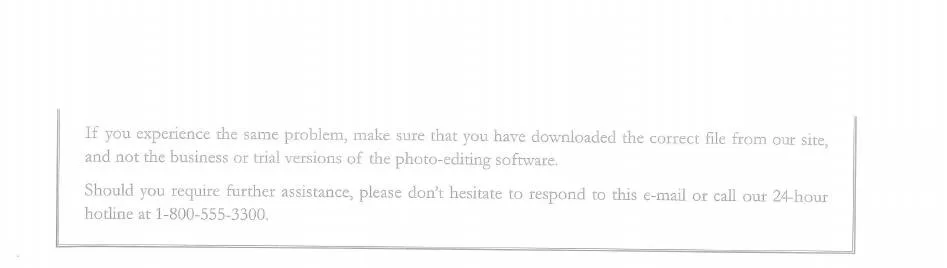 If you experience the same problem, make sure that you have downloaded the correct file from our site,
and not the business or trial versions of the photo-editing software.
Should you require further assistance, please don't hesitate to respond to this e-mail or call our 24-hour
hotline at 1-800-555-3300.